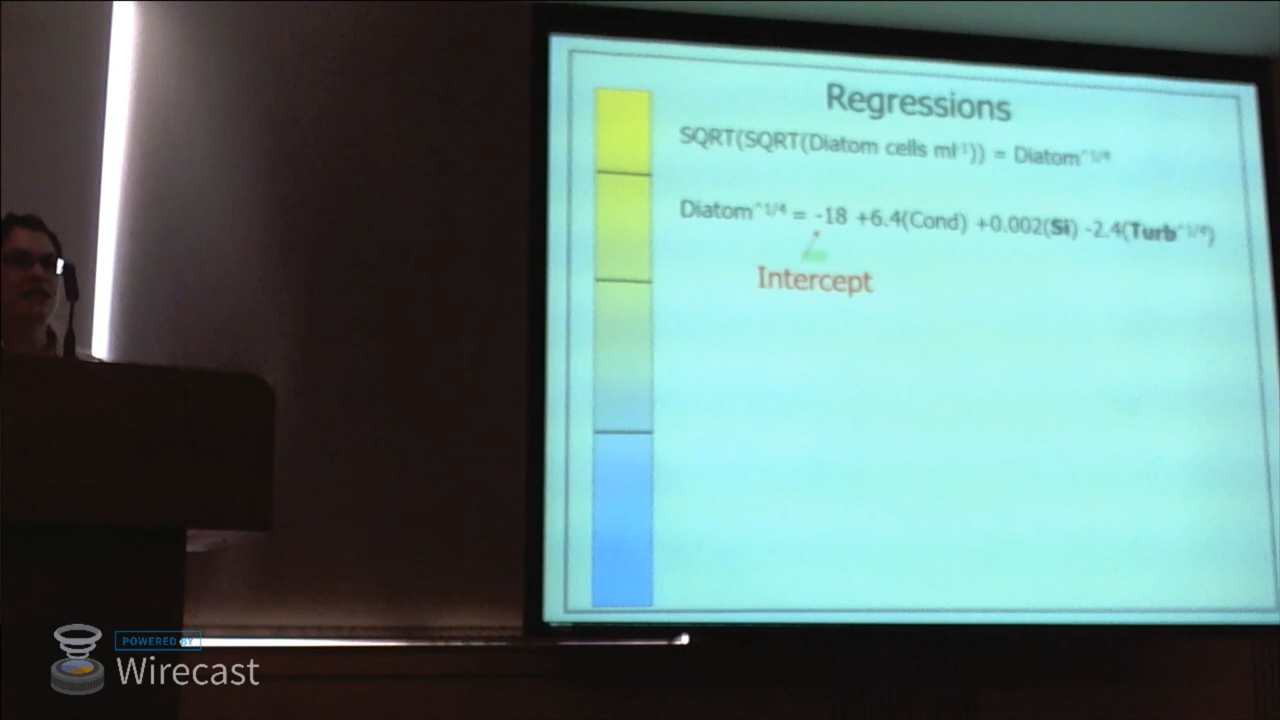 Regressions
SQRT(SQRT(Diatom cells ml⁻¹)) = Diatom^1/4
Diatom^1/4 = -18 +6.4(Cond) +0.002(Si) -2.4(Turb^1/4)
Intercept
POWERED BY
Wirecast